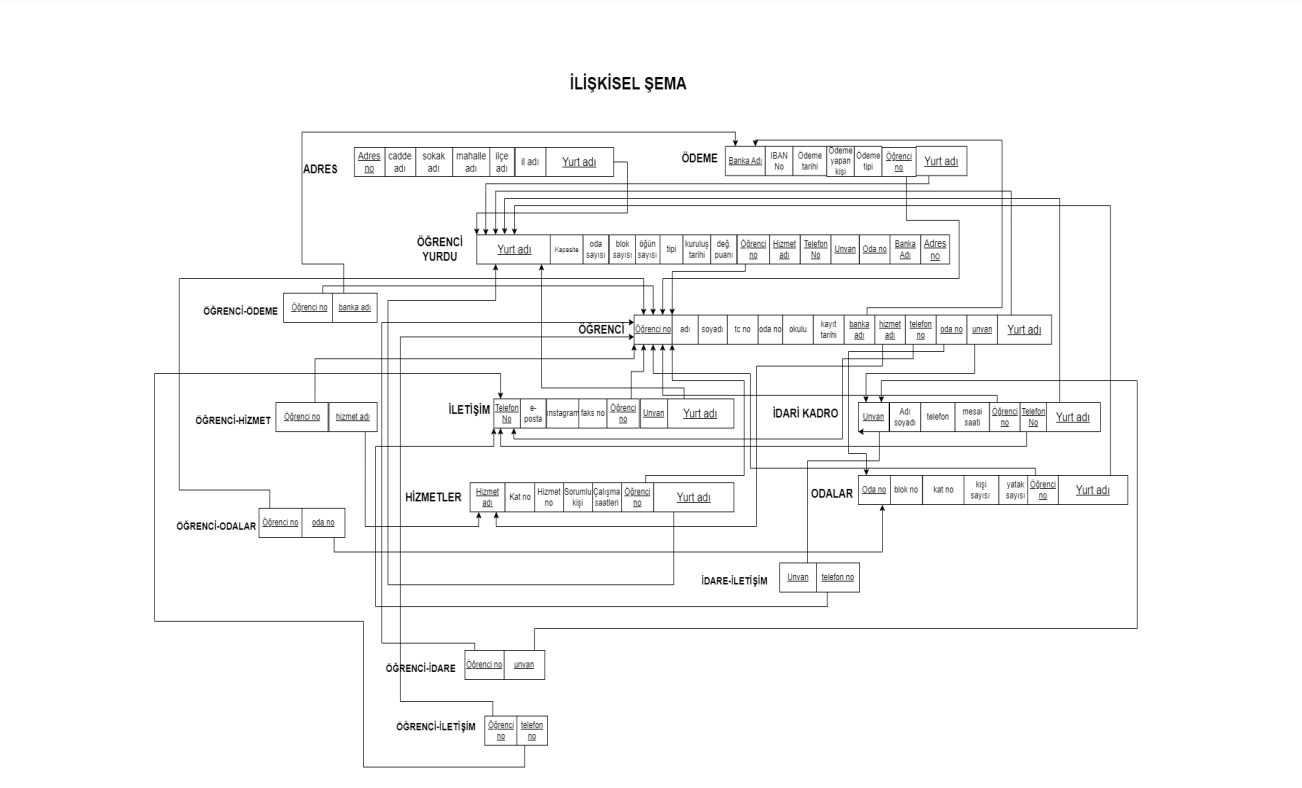 İLİŞKİSEL ŞEMA
ADRES
Adres no
cadde adı
sokak adı
mahalle adı
ilçe adı
il adı
Yurt adı
ÖDEME
Banka Adı
IBAN No
Ödeme tarihi
Ödeme yapan kişi
Ödeme tipi
Öğrenci no
Yurt adı
ÖĞRENCİ YURDU
Yurt adı
Kapasite
oda sayısı
blok sayısı
öğün sayısı
tipi
kuruluş tarihi
değ. puanı
Öğrenci no
Hizmet adı
Telefon No
Unvan
Oda no
Banka Adı
Adres no
ÖĞRENCİ-ÖDEME
Öğrenci no
banka adı
ÖĞRENCİ
Öğrenci no
adı
soyadı
tc no
oda no
okulu
kayıt tarihi
banka adı
hizmet adı
telefon no
oda no
unvan
Yurt adı
ÖĞRENCİ-HİZMET
Öğrenci no
hizmet adı
İLETİŞİM
Telefon No
e-posta
ınstagram
faks no
Öğrenci no
Unvan
Yurt adı
İDARİ KADRO
Unvan
Adı soyadı
telefon
mesai saati
Öğrenci no
Telefon No
Yurt adı
HİZMETLER
Hizmet adı
Kat no
Hizmet no
Sorumlu kişi
Çalışma saatleri
Öğrenci no
Yurt adı
ODALAR
Oda no
blok no
kat no
kişi sayısı
yatak sayısı
Öğrenci no
Yurt adı
ÖĞRENCİ-ODALAR
Öğrenci no
oda no
İDARE-İLETİŞİM
Unvan
telefon no
ÖĞRENCİ-İDARE
Öğrenci no
unvan
ÖĞRENCİ-İLETİŞİM
Öğrenci no
telefon no